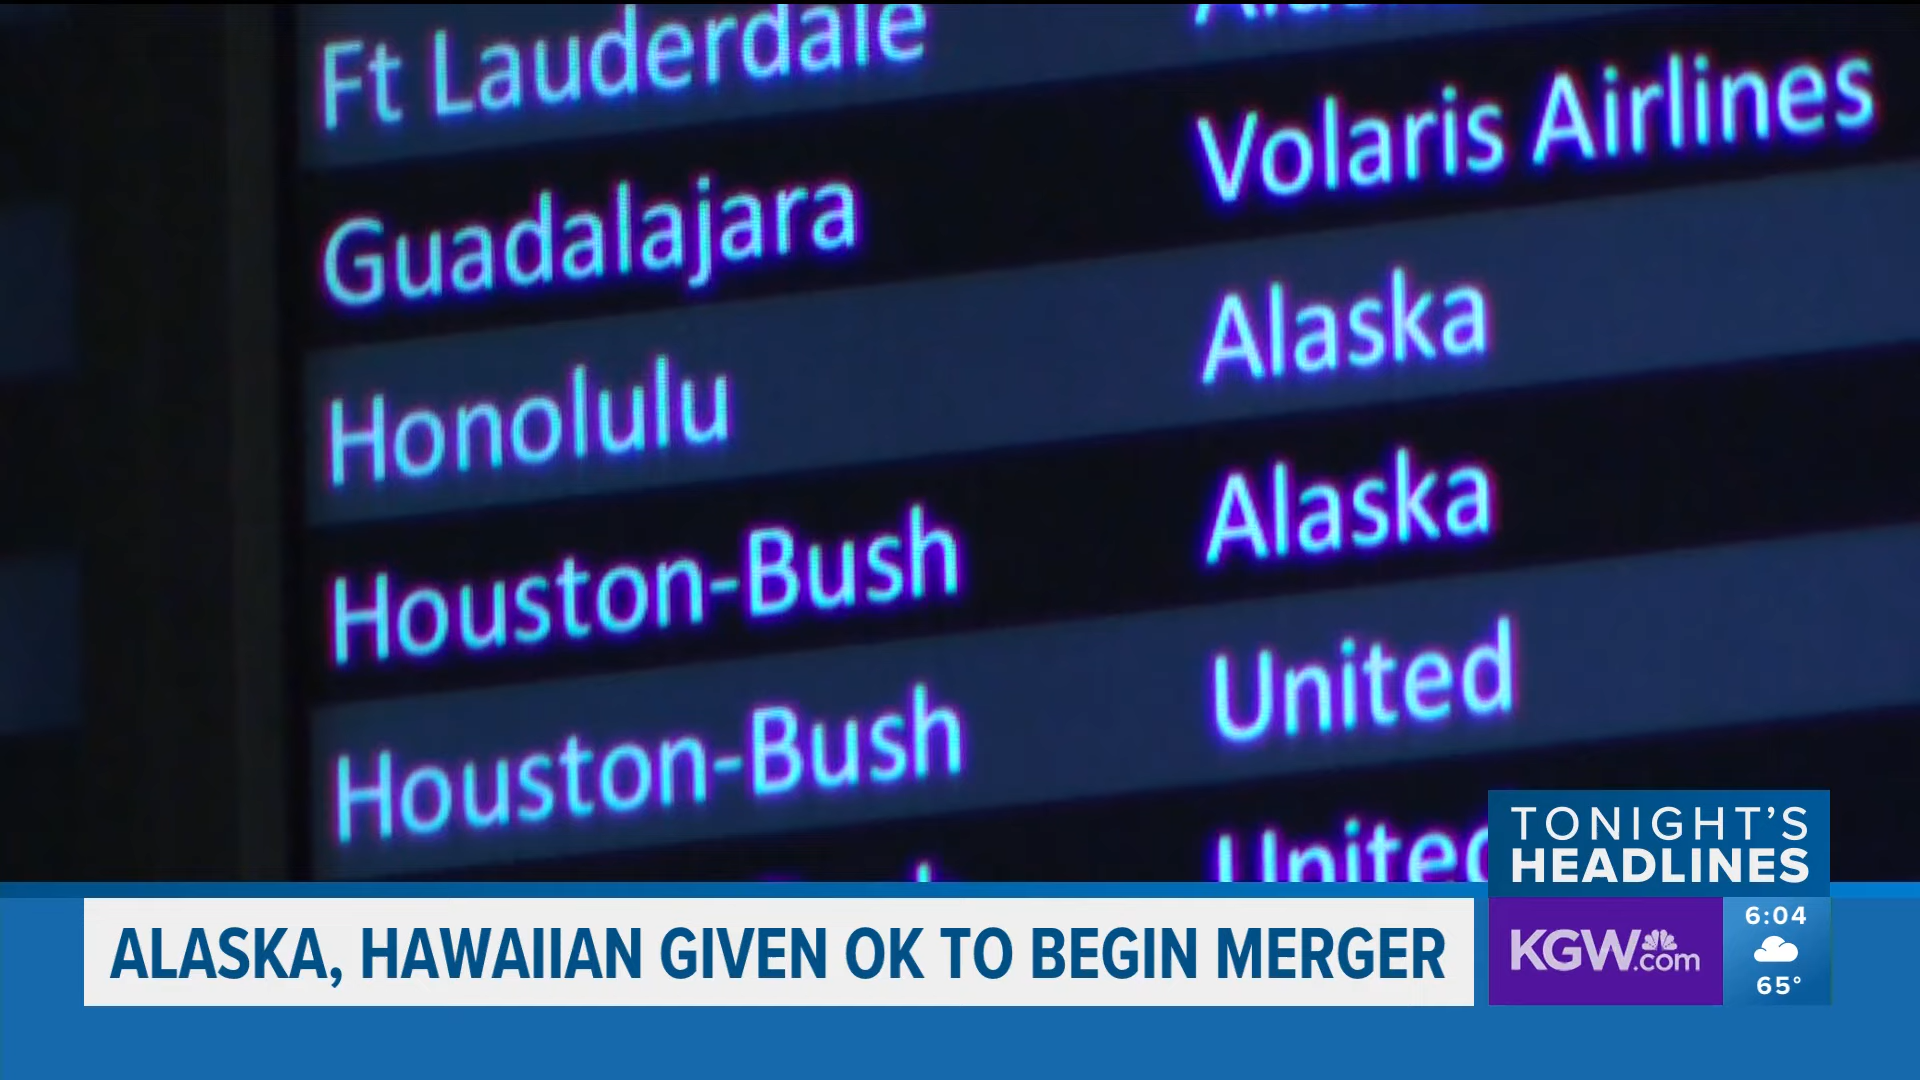 Ft Lauderdale
Guadalajara Volaris Airlines
Honolulu Alaska
Houston-Bush Alaska
Houston-Bush United
United
TONIGHT'S
HEADLINES
ALASKA, HAWAIIAN GIVEN OK TO BEGIN MERGER
KGW.com
6:04
65°